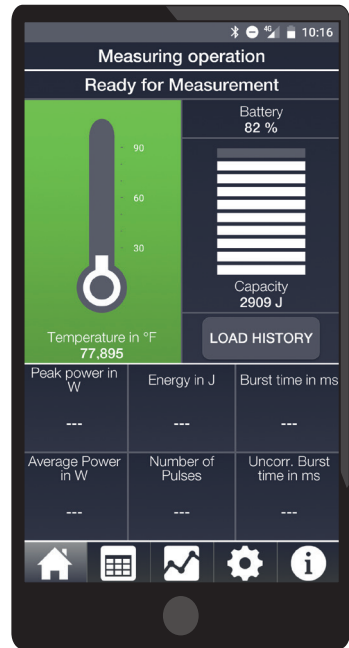 4G 10:16
Measuring operation
Ready for Measurement
Battery
82 %
90
60
30
Capacity
2909 J
Temperature in °F
77,895
LOAD HISTORY
Peak power in
W
---
Energy in J
---
Burst time in ms
---
Average Power
in W
---
Number of
Pulses
---
Uncorr. Burst
time in ms
---
i